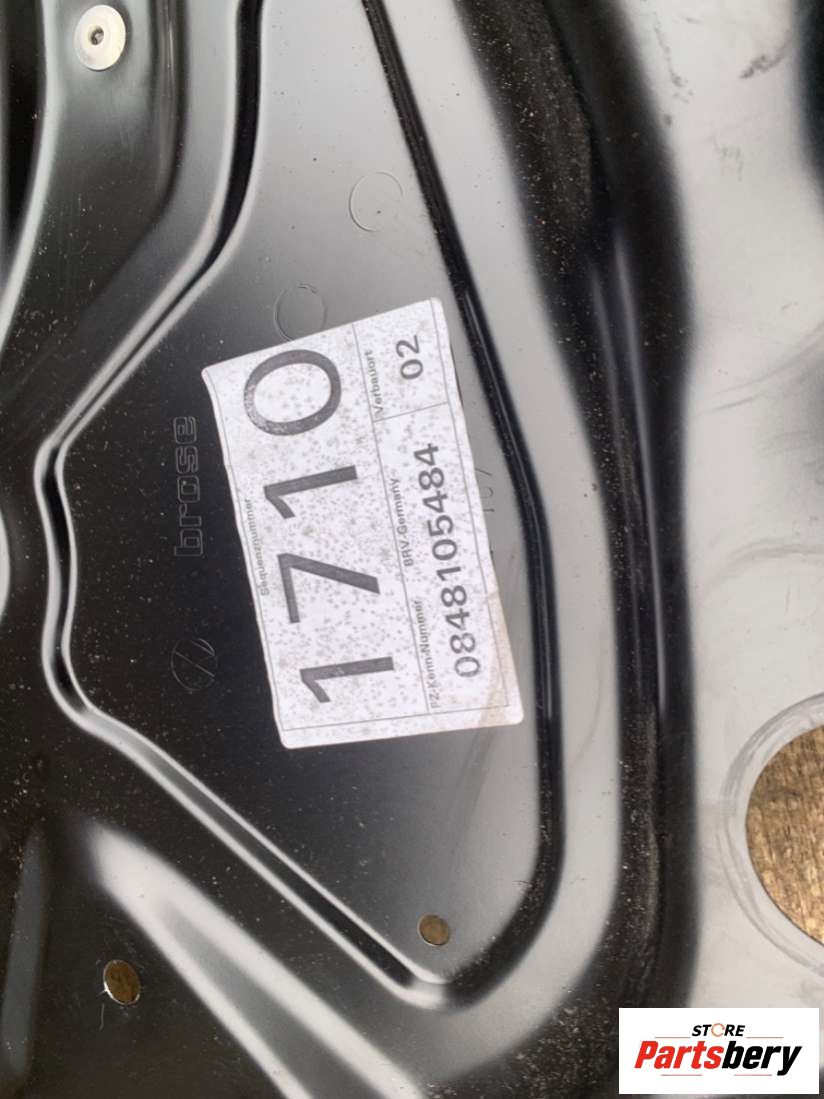 brose
Sequenznummer
1710
FZ-Kenn-Nummer BRV-Germany Verbauort
0848105484 02
STORE
Partsbery